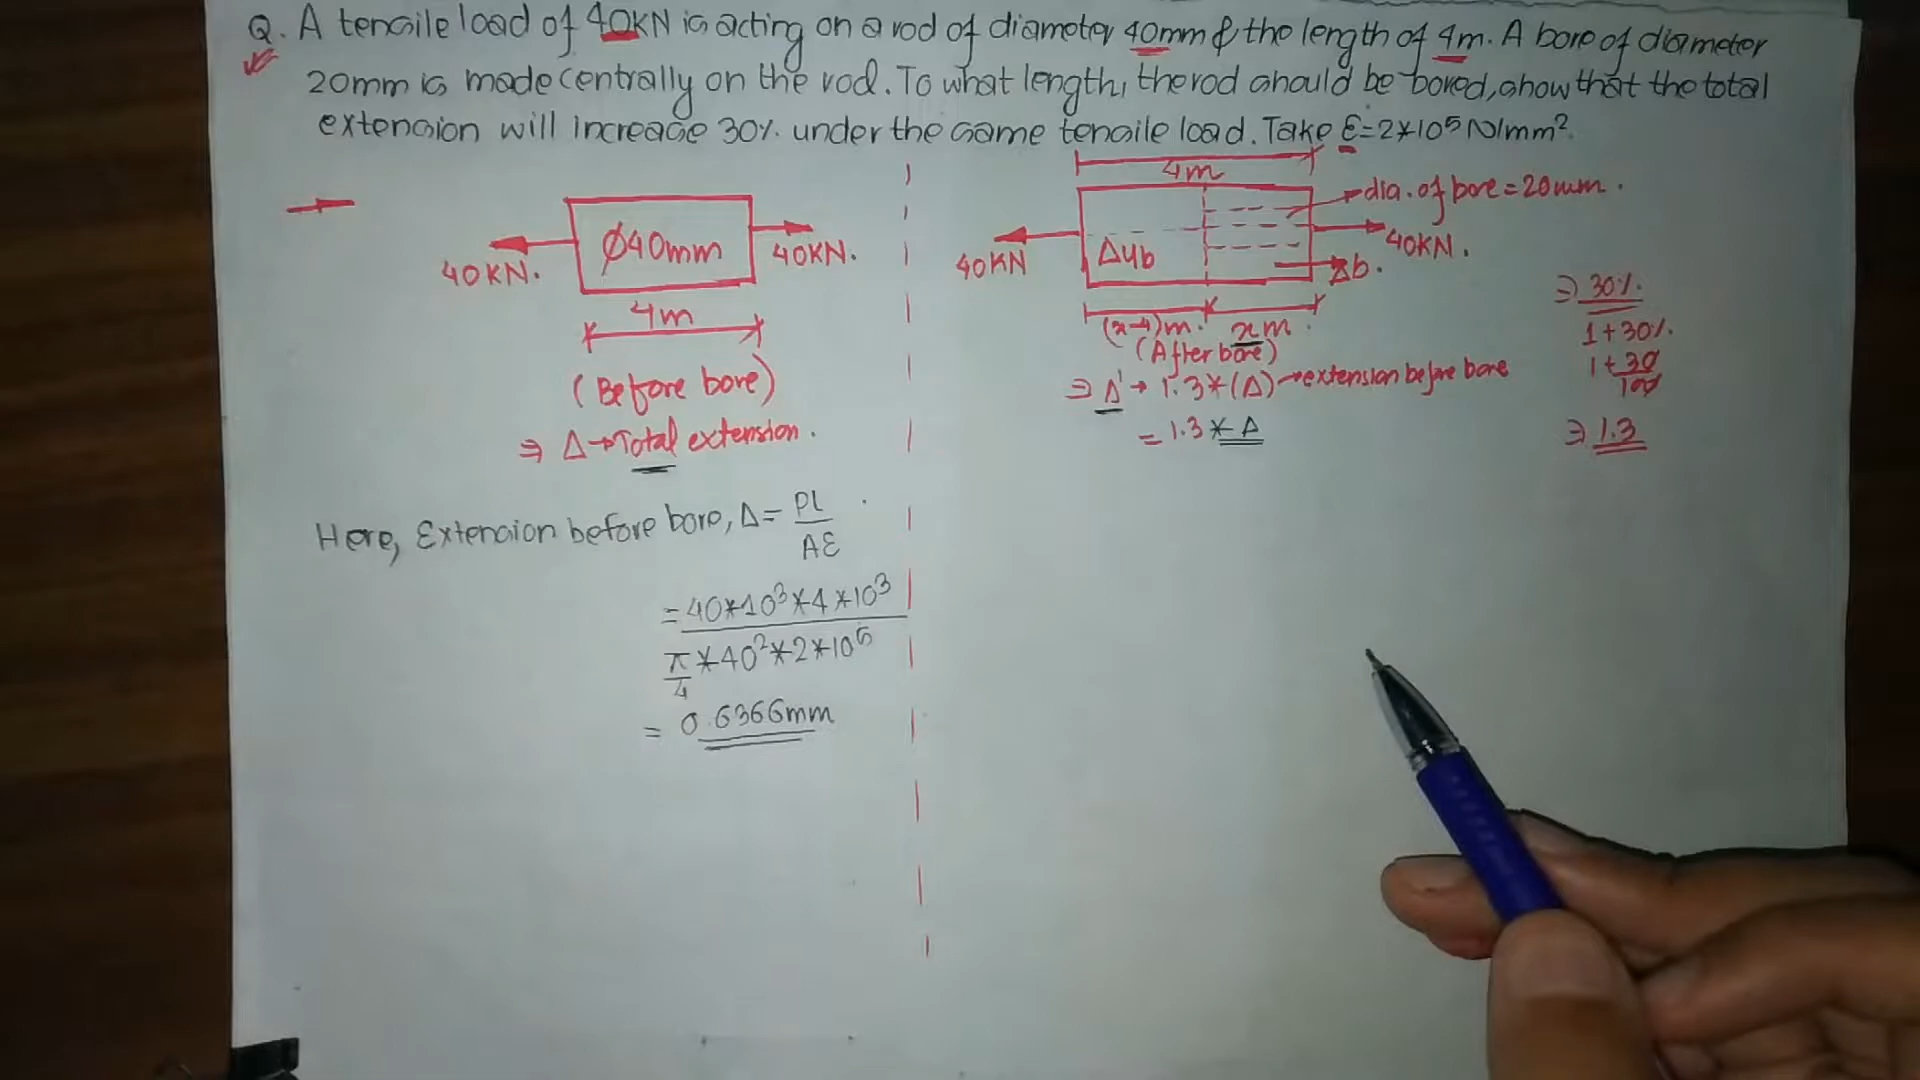 Q. A tensile load of 40KN is acting on a rod of diameter 40mm & the length of 4m. A bore of diameter
20mm is made centrally on the rod. To what length, the rod should be bored, show that the total
extension will increase 30% under the same tensile load. Take E=2*10⁵ N/mm².
4m
dia. of bore = 20mm.
Ø40mm
40KN.
40KN.
40KN
Δub
40KN.
Δb.
4m
(x-4)m.
xm.
(After bore)
(Before bore)
⇒ Δ→Total extension.
⇒ Δ' → 1.3*(Δ)→extension before bore
= 1.3*Δ
⇒ 30%.
1+30%.
1+30/100
⇒ 1.3
Here, Extension before bore, Δ= PL
AE
= 40*10³*4*10³
π/4 *40²*2*10⁵
= 0.6366mm